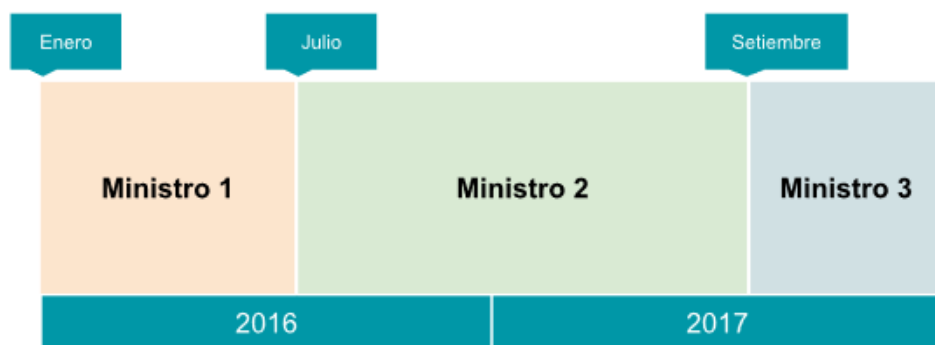 Enero
Julio
Setiembre
Ministro 1
Ministro 2
Ministro 3
2016
2017